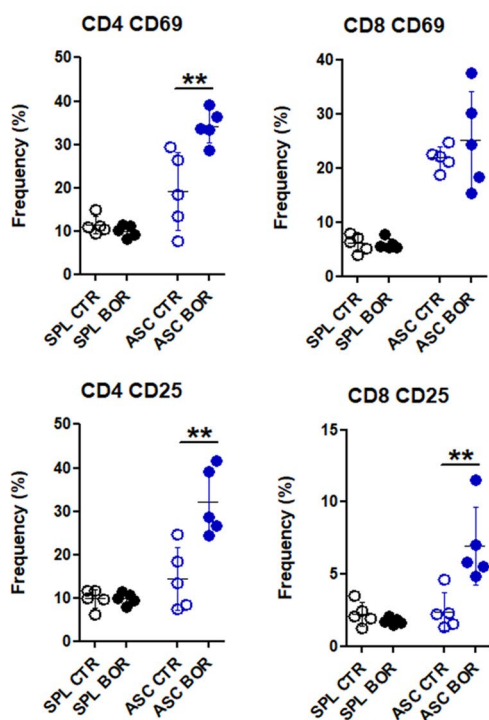 CD4 CD69
Frequency (%)
50
40
30
20
10
0
**
SPL CTR
SPL BOR
ASC CTR
ASC BOR
CD8 CD69
Frequency (%)
40
30
20
10
0
SPL CTR
SPL BOR
ASC CTR
ASC BOR
CD4 CD25
Frequency (%)
50
40
30
20
10
0
**
SPL CTR
SPL BOR
ASC CTR
ASC BOR
CD8 CD25
Frequency (%)
15
10
5
0
**
SPL CTR
SPL BOR
ASC CTR
ASC BOR